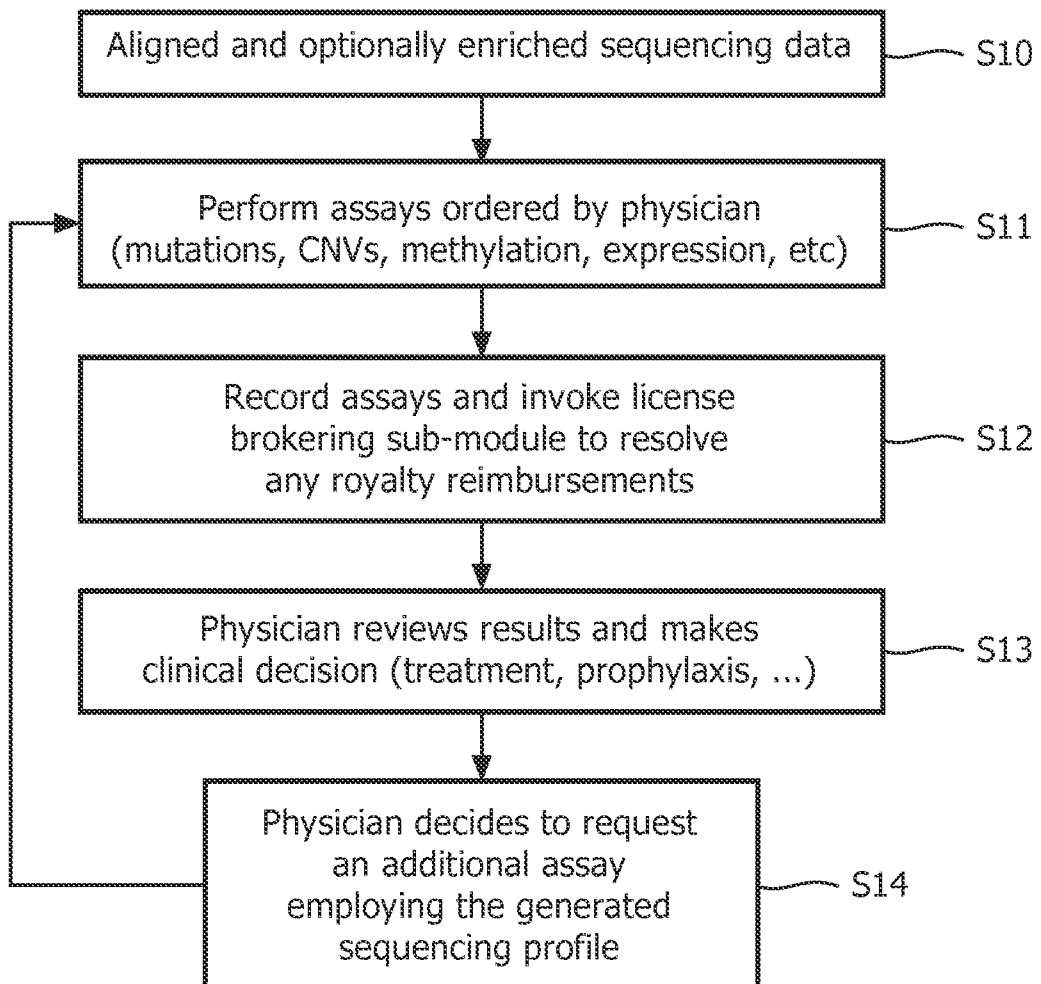 Aligned and optionally enriched sequencing data
S10
Perform assays ordered by physician
(mutations, CNVs, methylation, expression, etc)
S11
Record assays and invoke license
brokering sub-module to resolve
any royalty reimbursements
S12
Physician reviews results and makes
clinical decision (treatment, prophylaxis, ...)
S13
Physician decides to request
an additional assay
employing the generated
sequencing profile
S14